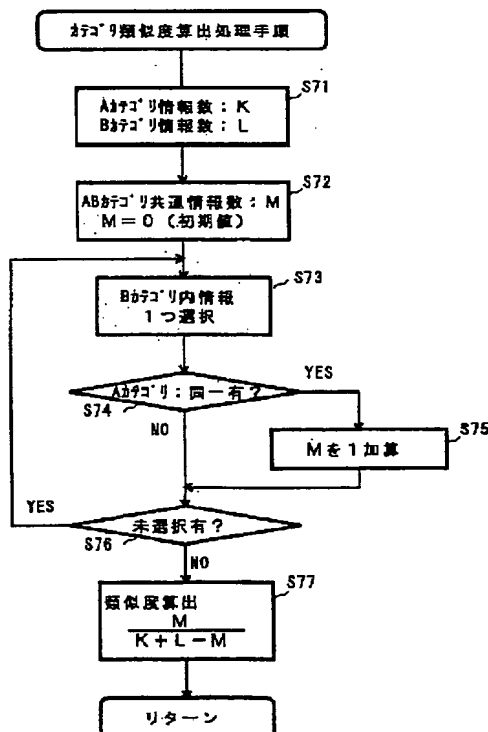 ｶﾃｺﾞﾘ類似度算出処理手順
S71
Aｶﾃｺﾞﾘ情報数：K
Bｶﾃｺﾞﾘ情報数：L
S72
ABｶﾃｺﾞﾘ共通情報数：M
M＝0（初期値）
S73
Bｶﾃｺﾞﾘ内情報
1つ選択
Aｶﾃｺﾞﾘ：同一有？
YES
S74
NO
S75
Mを1加算
YES
未選択有？
S76
NO
S77
類似度算出
M
K＋L－M
リターン